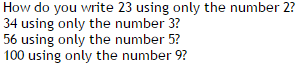 How do you write 23 using only the number 2?
34 using only the number 3?
56 using only the number 5?
100 using only the number 9?